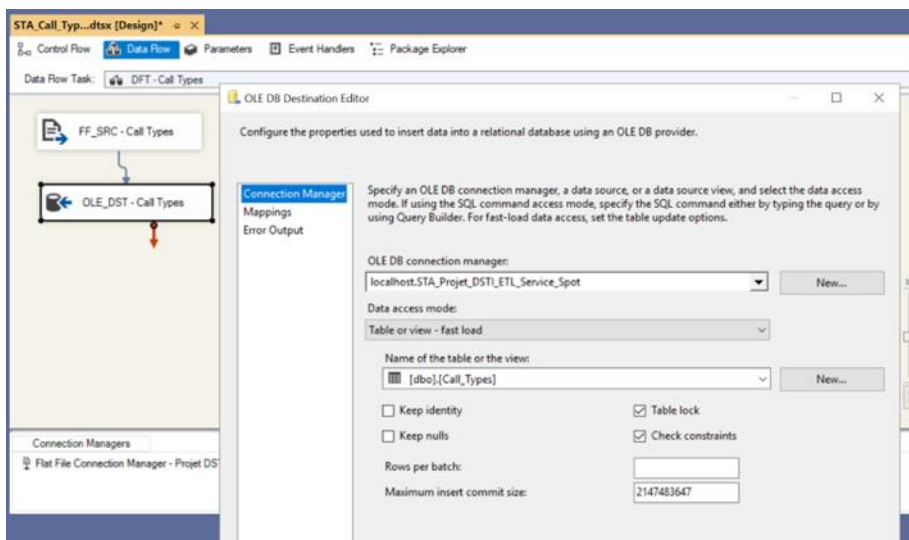 STA_Call_Typ...dtsx [Design]*
Control Flow Data Flow Parameters Event Handlers Package Explorer
Data Flow Task: DFT - Call Types
FF_SRC - Call Types
OLE_DST - Call Types
OLE DB Destination Editor
Configure the properties used to insert data into a relational database using an OLE DB provider.
Connection Manager
Mappings
Error Output
Specify an OLE DB connection manager, a data source, or a data source view, and select the data access
mode. If using the SQL command access mode, specify the SQL command either by typing the query or by
using Query Builder. For fast-load data access, set the table update options.
OLE DB connection manager:
localhost.STA_Projet_DSTI_ETL_Service_Spot New...
Data access mode:
Table or view - fast load
Name of the table or the view:
[dbo].[Call_Types] New...
Keep identity Table lock
Keep nulls Check constraints
Rows per batch:
Maximum insert commit size: 2147483647
Connection Managers
Flat File Connection Manager - Projet DST